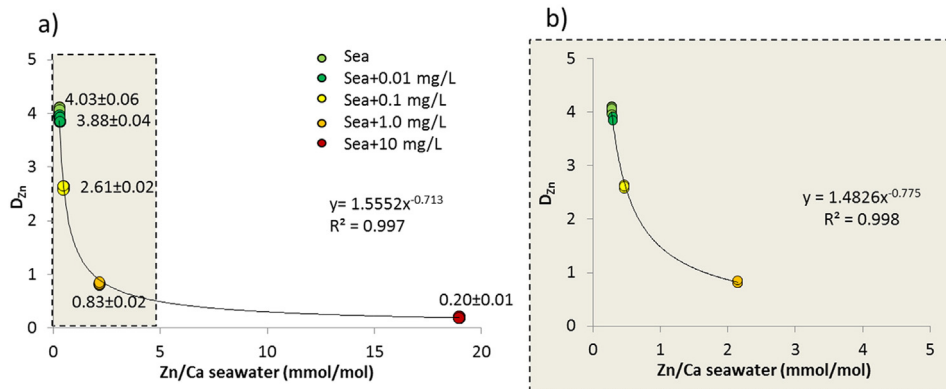 a)
5
4
3
2
1
0
D_Zn
4.03±0.06
3.88±0.04
2.61±0.02
0.83±0.02
0.20±0.01
Sea
Sea+0.01 mg/L
Sea+0.1 mg/L
Sea+1.0 mg/L
Sea+10 mg/L
y= 1.5552x^-0.713
R² = 0.997
0 5 10 15 20
Zn/Ca seawater (mmol/mol)
b)
5
4
3
2
1
0
D_Zn
y = 1.4826x^-0.775
R² = 0.998
0 1 2 3 4 5
Zn/Ca seawater (mmol/mol)